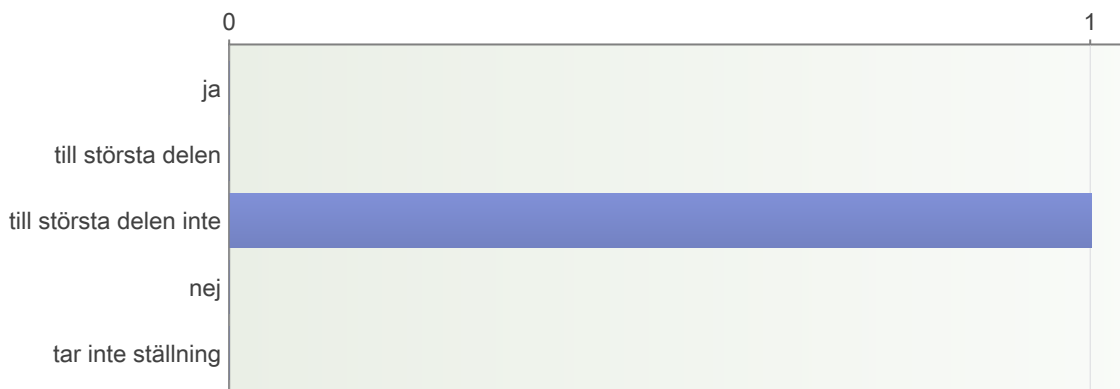 0 1
ja
till största delen
till största delen inte
nej
tar inte ställning